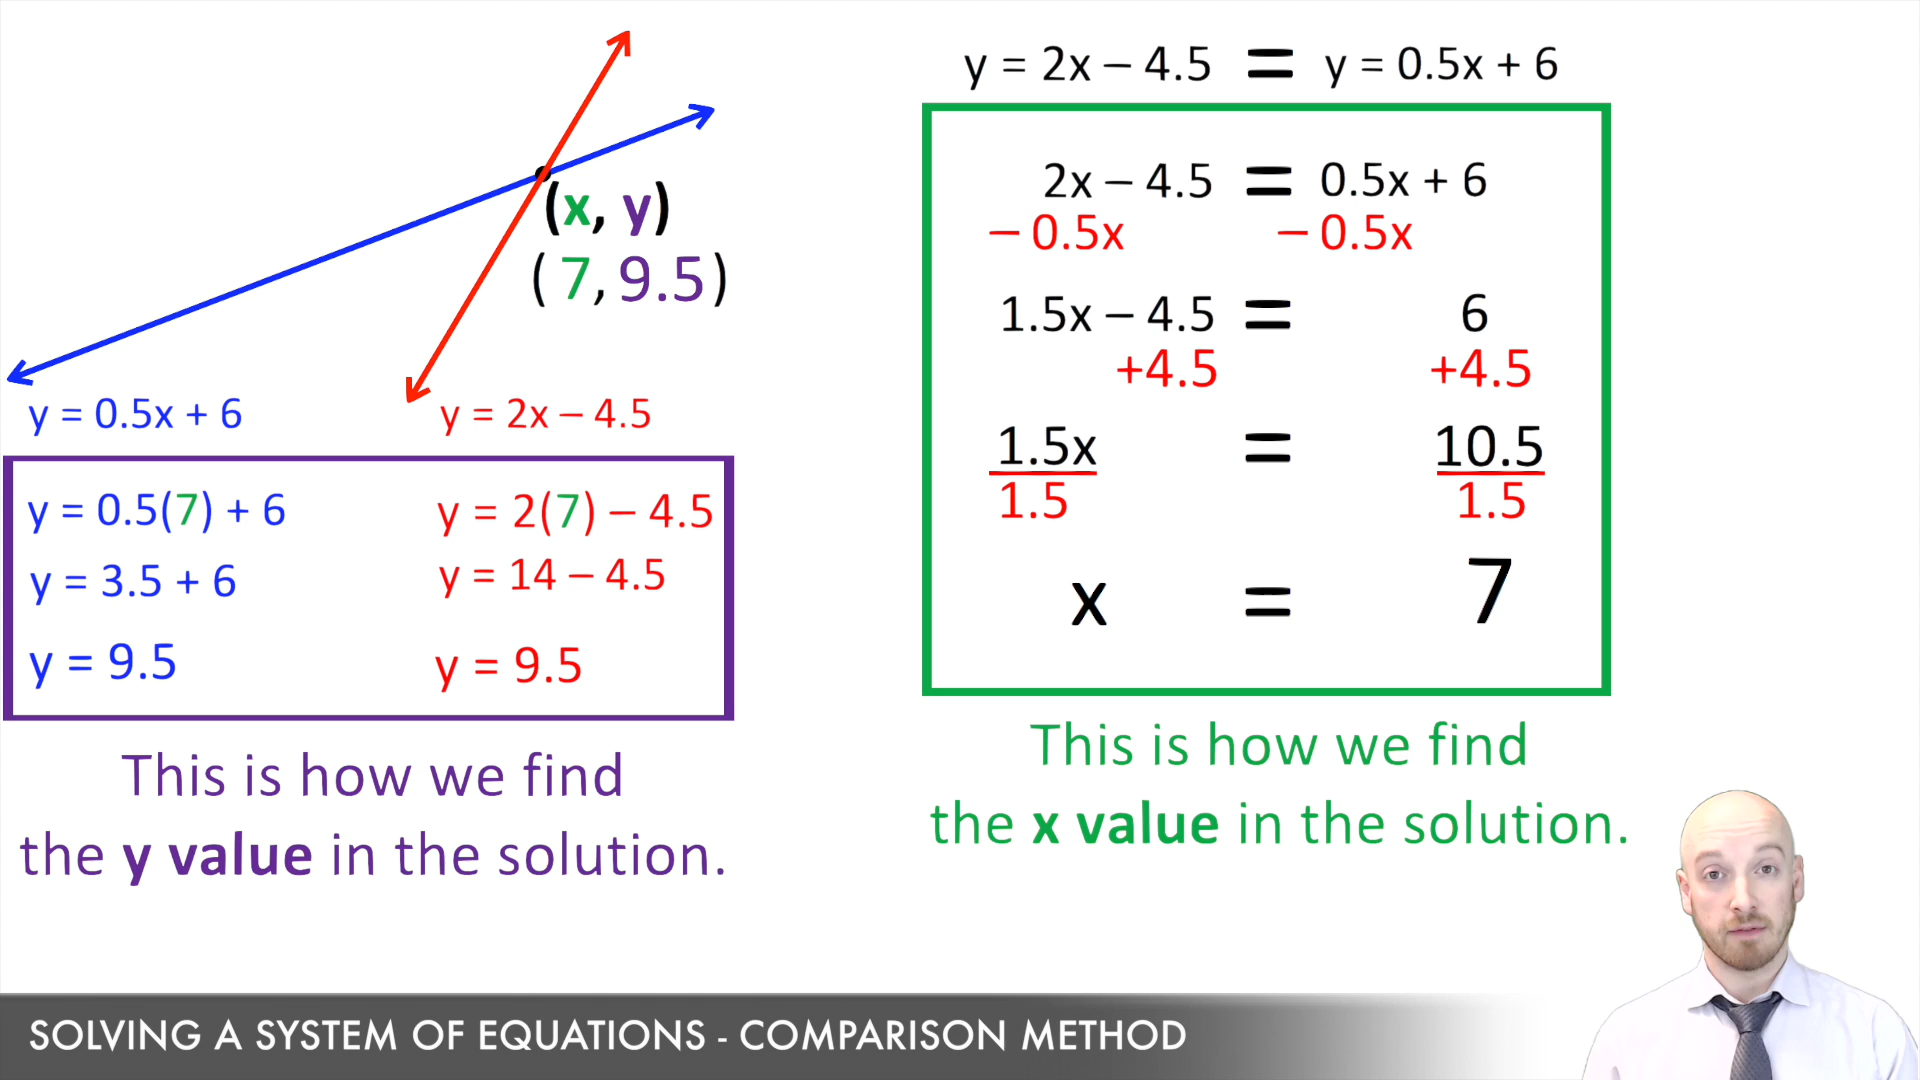 (x, y)
( 7, 9.5 )
y = 0.5x + 6
y = 2x – 4.5
y = 0.5(7) + 6
y = 3.5 + 6
y = 9.5
y = 2(7) – 4.5
y = 14 – 4.5
y = 9.5
This is how we find
the y value in the solution.
y = 2x – 4.5 = y = 0.5x + 6
2x – 4.5 = 0.5x + 6
– 0.5x – 0.5x
1.5x – 4.5 = 6
+4.5 +4.5
1.5x = 10.5
1.5 1.5
x = 7
This is how we find
the x value in the solution.
SOLVING A SYSTEM OF EQUATIONS - COMPARISON METHOD